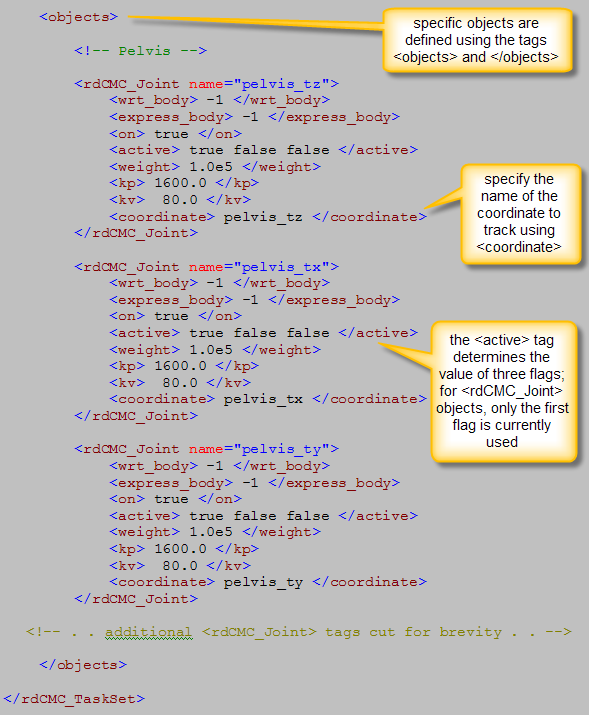 <objects>
specific objects are
defined using the tags
<objects> and </objects>
<!-- Pelvis -->
<rdCMC_Joint name="pelvis_tz">
<wrt_body> -1 </wrt_body>
<express_body> -1 </express_body>
<on> true </on>
<active> true false false </active>
<weight> 1.0e5 </weight>
<kp> 1600.0 </kp>
<kv>  80.0 </kv>
<coordinate> pelvis_tz </coordinate>
</rdCMC_Joint>
specify the
name of the
coordinate to
track using
<coordinate>
<rdCMC_Joint name="pelvis_tx">
<wrt_body> -1 </wrt_body>
<express_body> -1 </express_body>
<on> true </on>
<active> true false false </active>
<weight> 1.0e5 </weight>
<kp> 1600.0 </kp>
<kv>  80.0 </kv>
<coordinate> pelvis_tx </coordinate>
</rdCMC_Joint>
the <active> tag
determines the
value of three flags;
for <rdCMC_Joint>
objects, only the first
flag is currently
used
<rdCMC_Joint name="pelvis_ty">
<wrt_body> -1 </wrt_body>
<express_body> -1 </express_body>
<on> true </on>
<active> true false false </active>
<weight> 1.0e5 </weight>
<kp> 1600.0 </kp>
<kv>  80.0 </kv>
<coordinate> pelvis_ty </coordinate>
</rdCMC_Joint>
<!-- . . additional <rdCMC_Joint> tags cut for brevity . . -->
</objects>
</rdCMC_TaskSet>